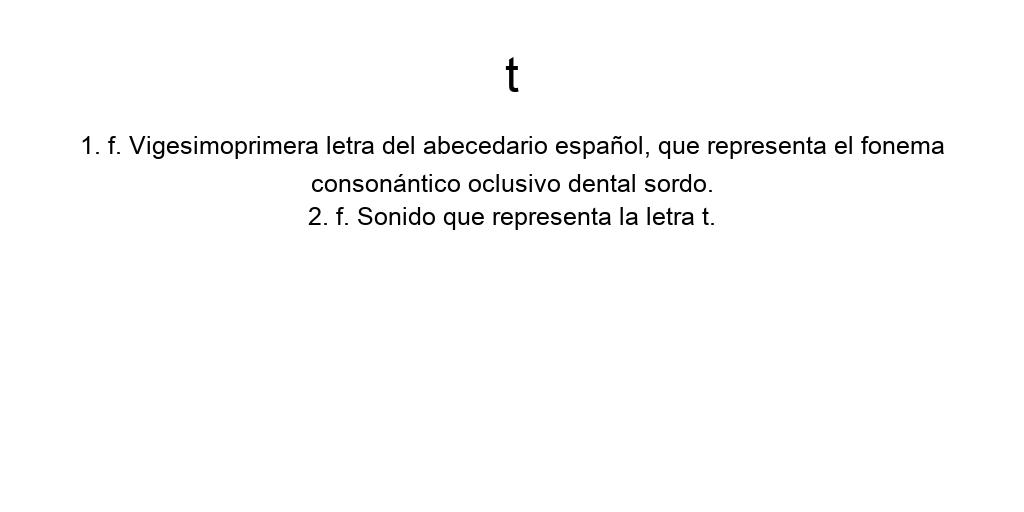 t
1. f. Vigesimoprimera letra del abecedario español, que representa el fonema
consonántico oclusivo dental sordo.
2. f. Sonido que representa la letra t.